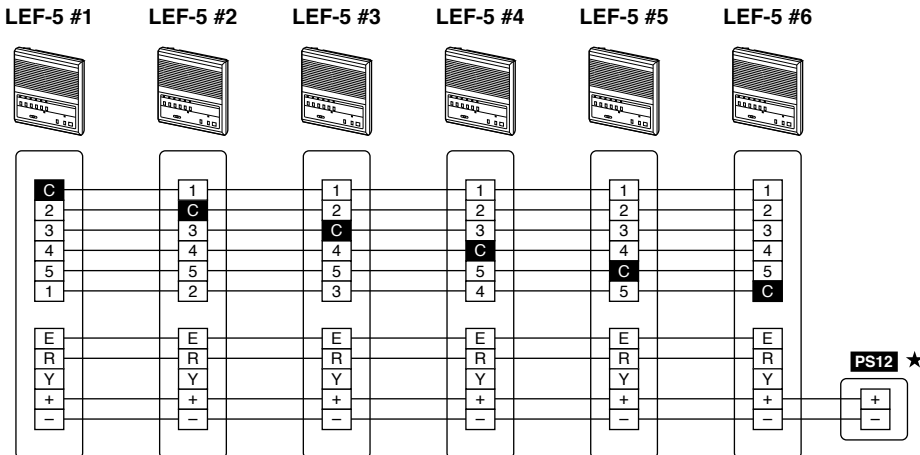 LEF-5 #1 LEF-5 #2 LEF-5 #3 LEF-5 #4 LEF-5 #5 LEF-5 #6
C 1 1 1 1 1
2 C 2 2 2 2
3 3 C 3 3 3
4 4 4 C 4 4
5 5 5 5 C 5
1 2 3 4 5 C
E E E E E E
R R R R R R PS12 ★
Y Y Y Y Y Y
+ + + + + + +
– – – – – – –